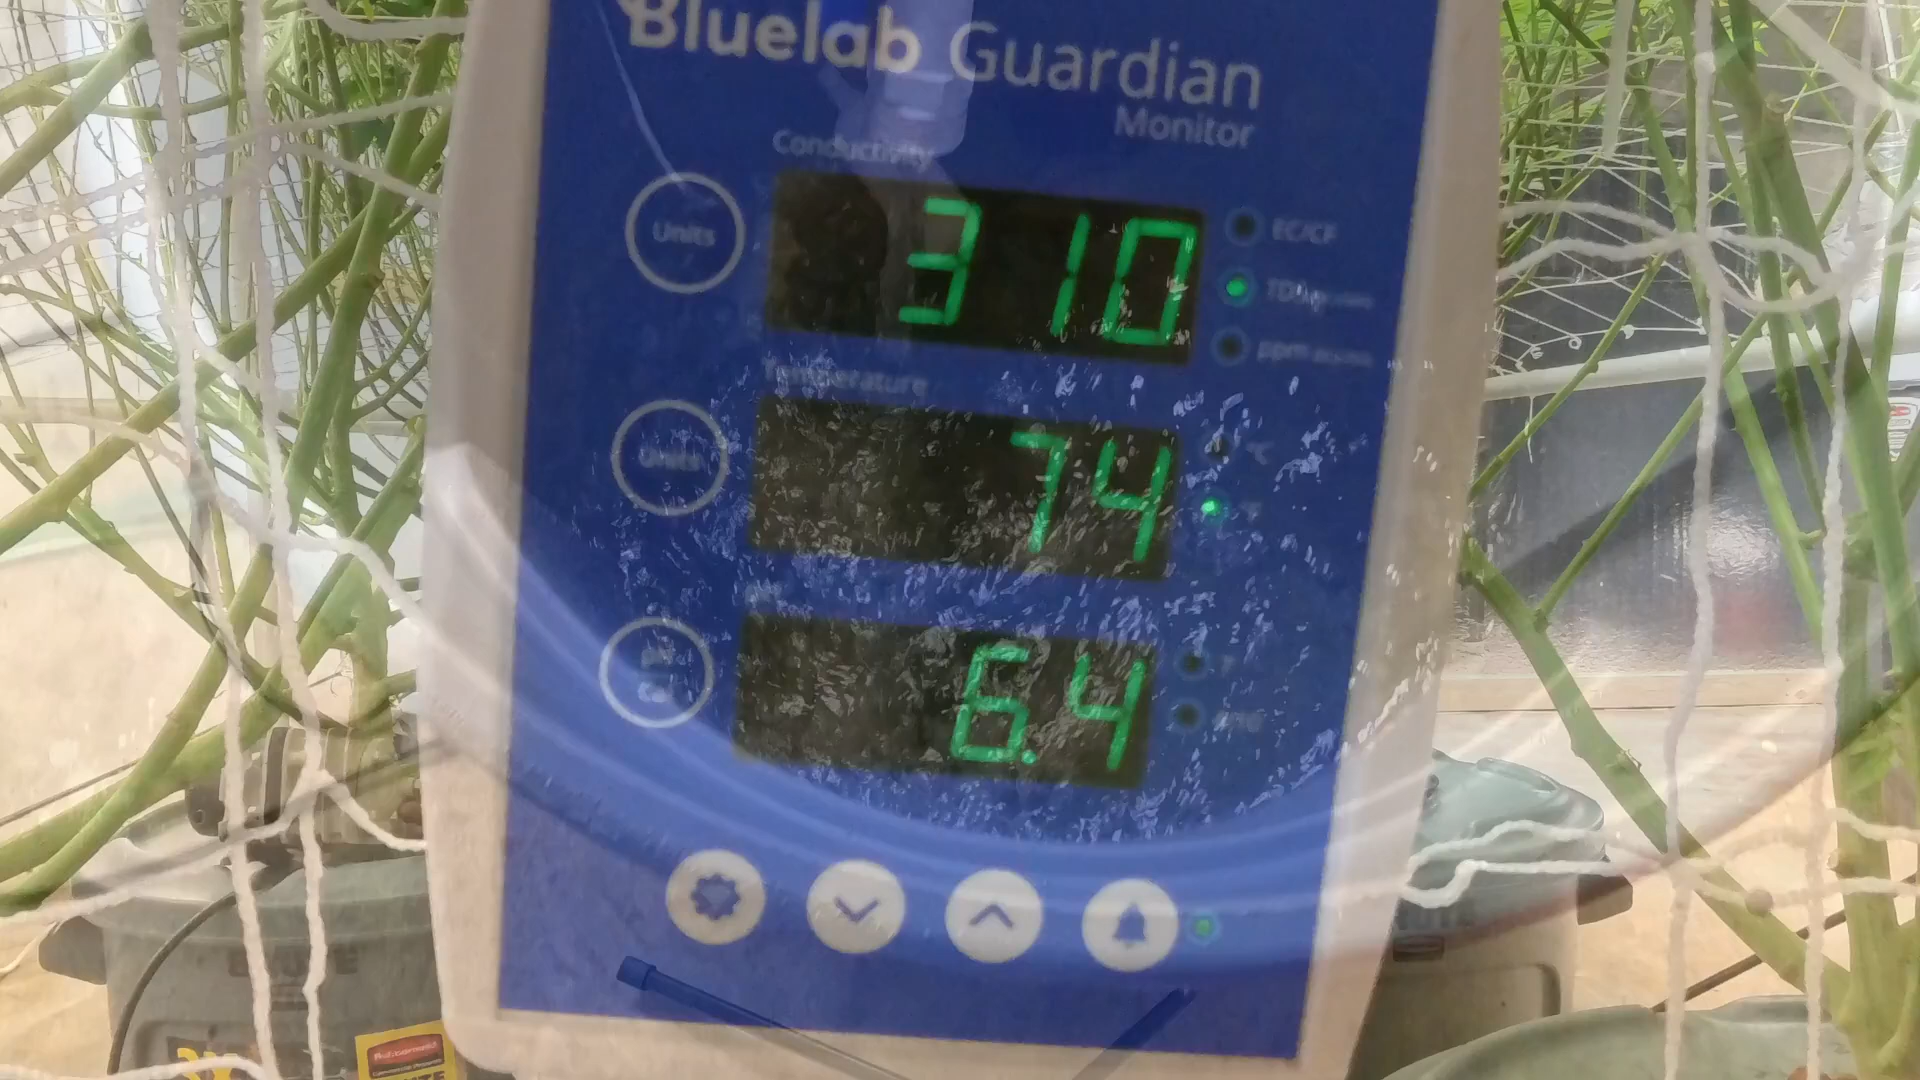 Bluelab Guardian
Monitor
Conductivity
Units
310
EC/CF
Temperature
Units
74
°C
6.4